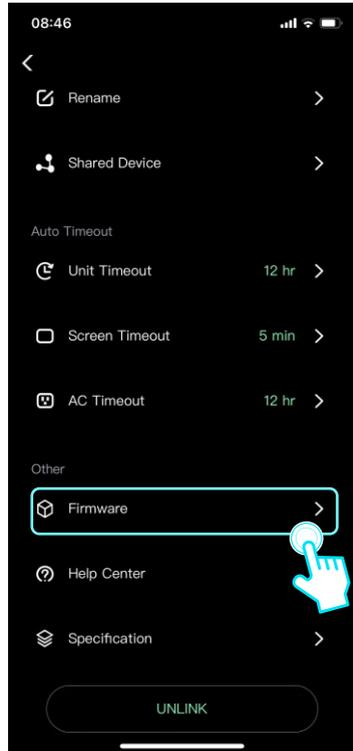 08:46
Rename
Shared Device
Auto Timeout
Unit Timeout 12 hr
Screen Timeout 5 min
AC Timeout 12 hr
Other
Firmware
Help Center
Specification
UNLINK